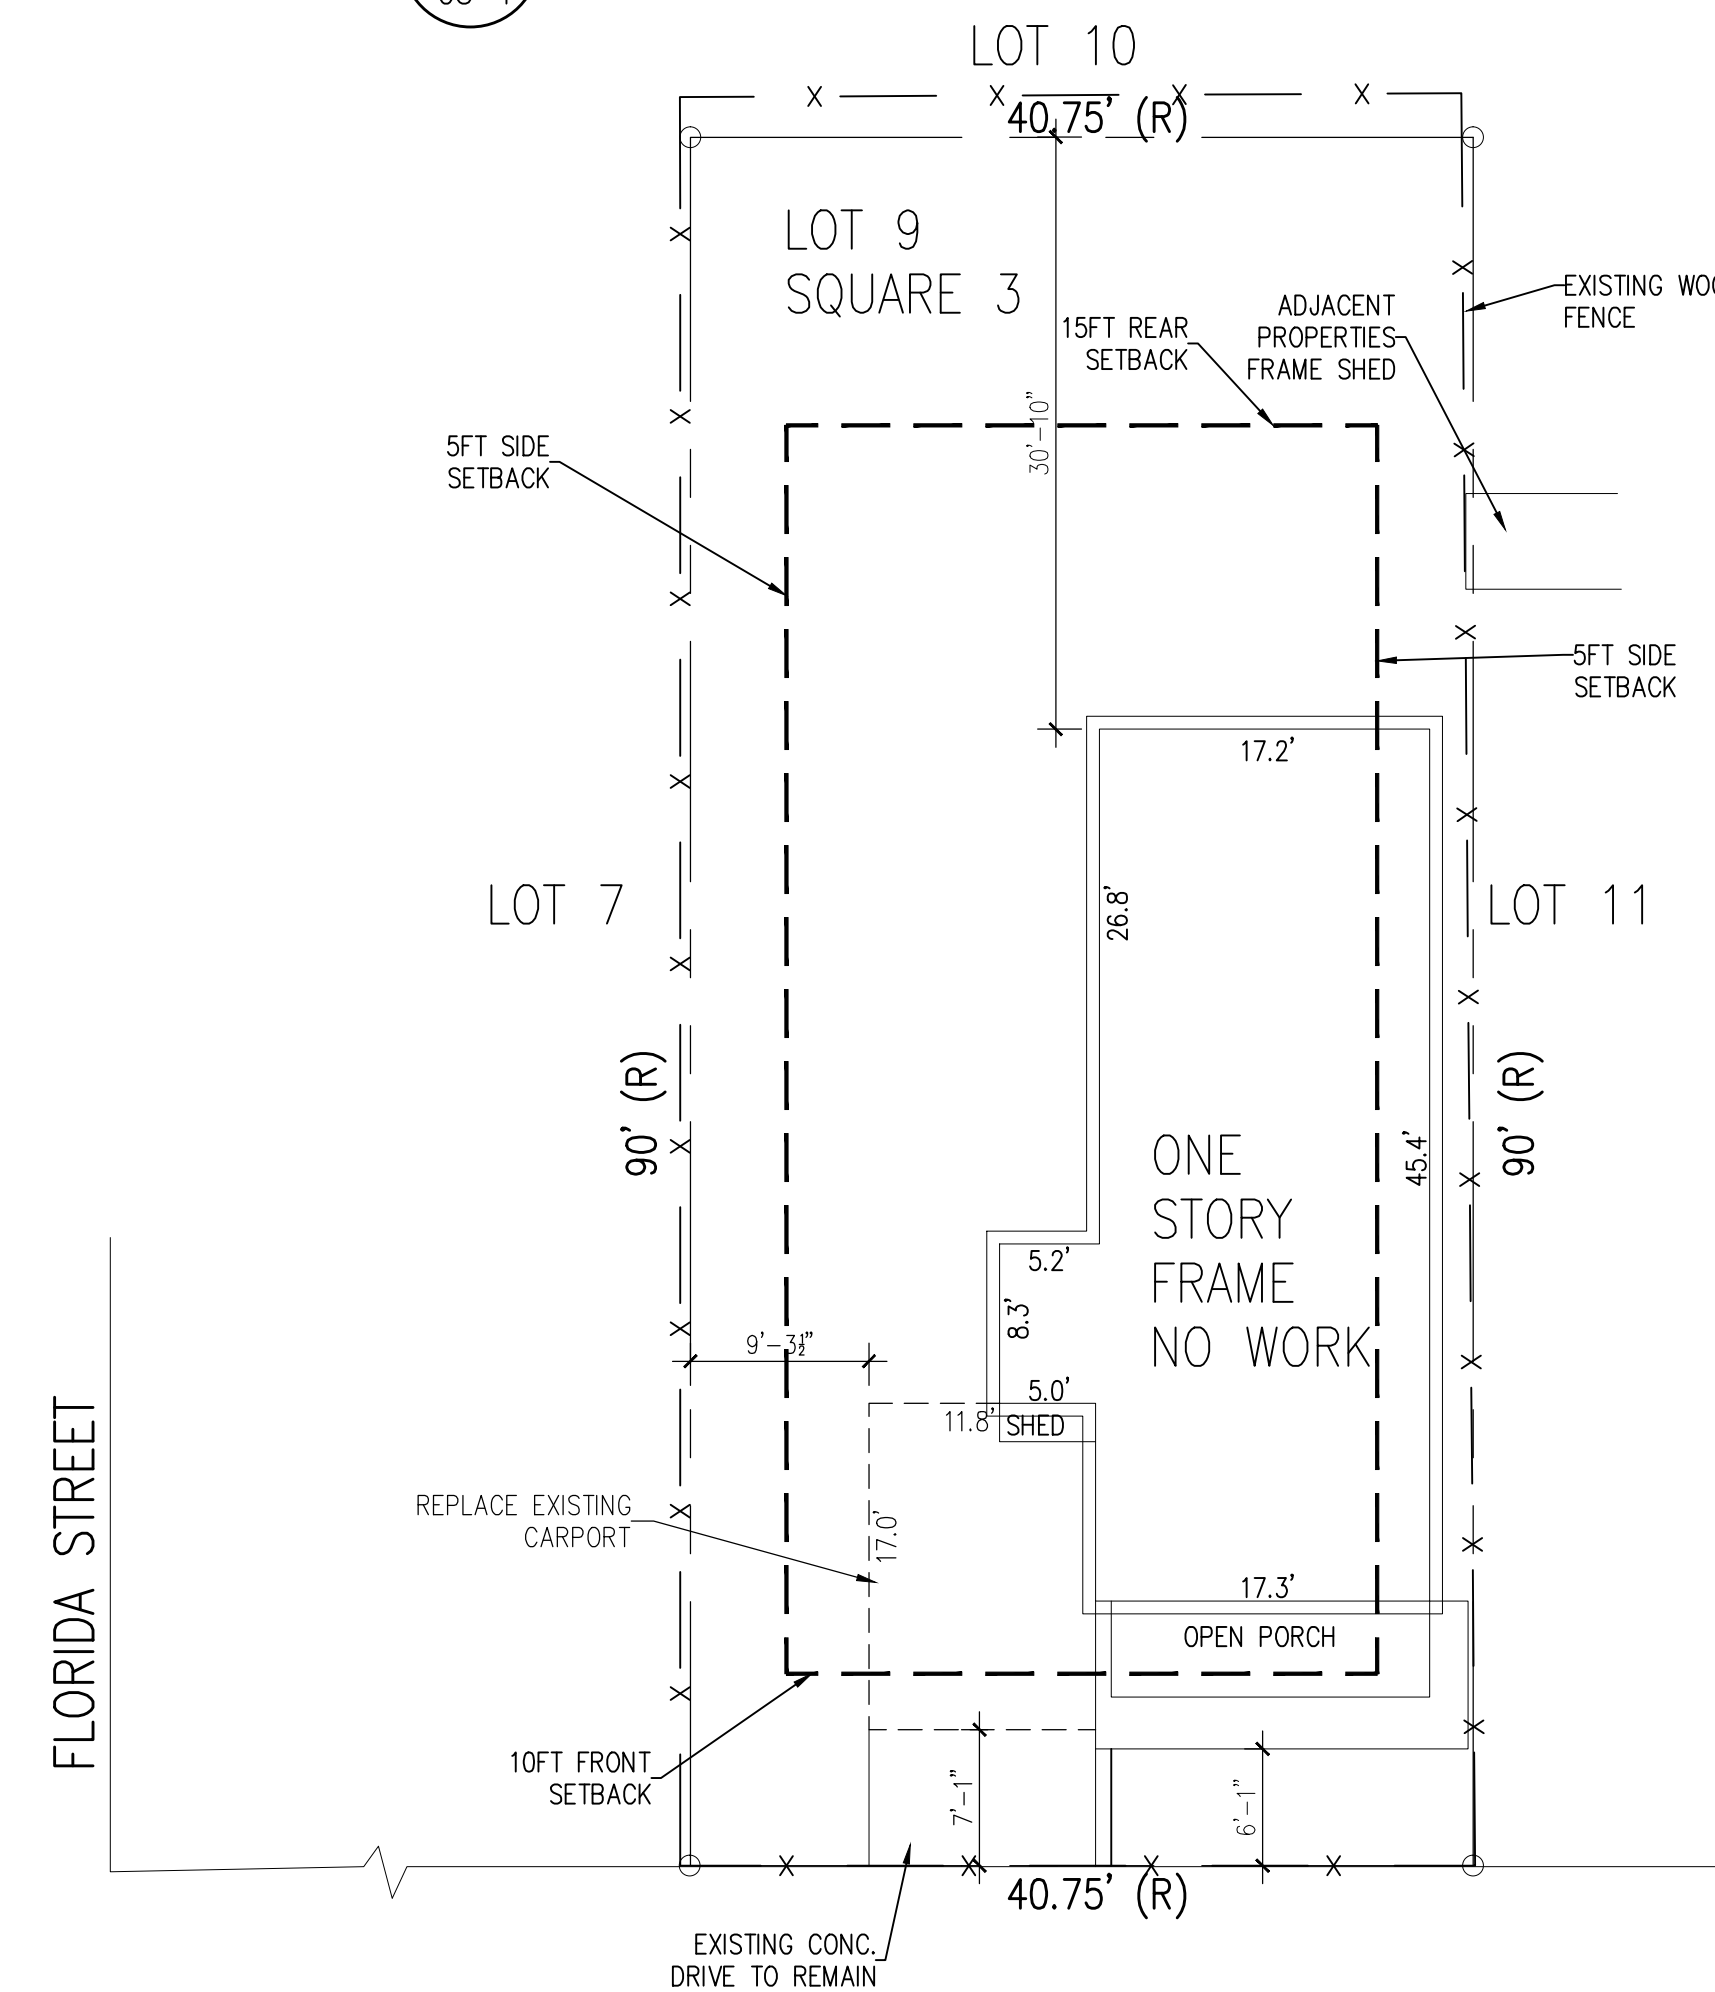 LOT 10
40.75' (R)
LOT 9
SQUARE 3
15FT REAR
SETBACK
ADJACENT
PROPERTIES
FRAME SHED
EXISTING
FENCE
30'-10"
5FT SIDE
SETBACK
5FT SIDE
SETBACK
17.2'
26.8'
LOT 7
LOT 11
90' (R)
90' (R)
45.4'
ONE
STORY
FRAME
NO WORK
5.2'
8.3'
9'-3½"
5.0'
11.8'
SHED
REPLACE EXISTING
CARPORT
17.0'
17.3'
OPEN PORCH
FLORIDA STREET
10FT FRONT
SETBACK
7'-1"
6'-1"
40.75' (R)
EXISTING CONC.
DRIVE TO REMAIN